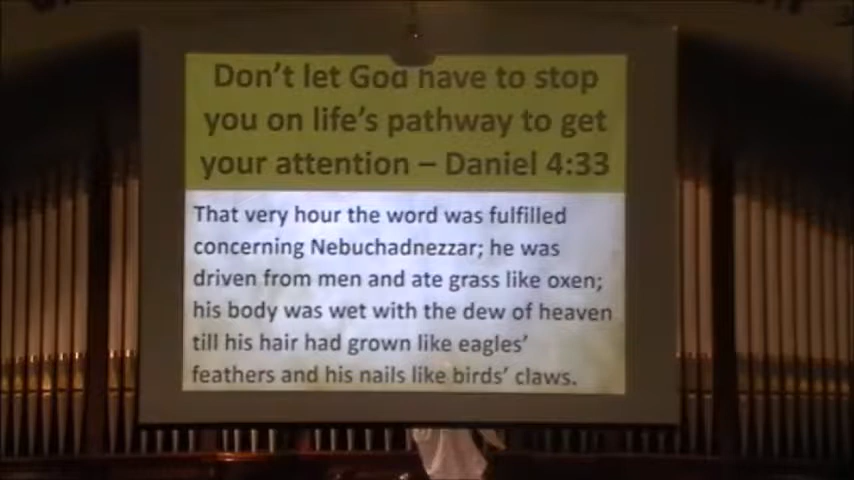 Don't let God have to stop
you on life's pathway to get
your attention – Daniel 4:33
That very hour the word was fulfilled
concerning Nebuchadnezzar; he was
driven from men and ate grass like oxen;
his body was wet with the dew of heaven
till his hair had grown like eagles'
feathers and his nails like birds' claws.